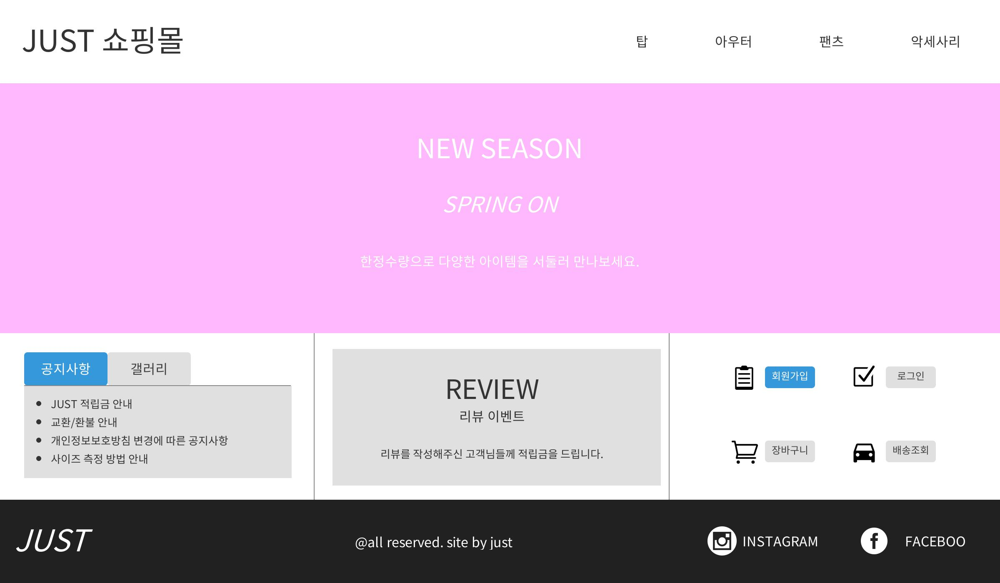 JUST 쇼핑몰
탑 아우터 팬츠 악세사리
NEW SEASON
SPRING ON
한정수량으로 다양한 아이템을 서둘러 만나보세요.
공지사항 갤러리
JUST 적립금 안내
교환/환불 안내
개인정보보호방침 변경에 따른 공지사항
사이즈 측정 방법 안내
REVIEW
리뷰 이벤트
리뷰를 작성해주신 고객님들께 적립금을 드립니다.
회원가입 로그인
장바구니 배송조회
JUST
@all reserved. site by just
INSTAGRAM FACEBOO